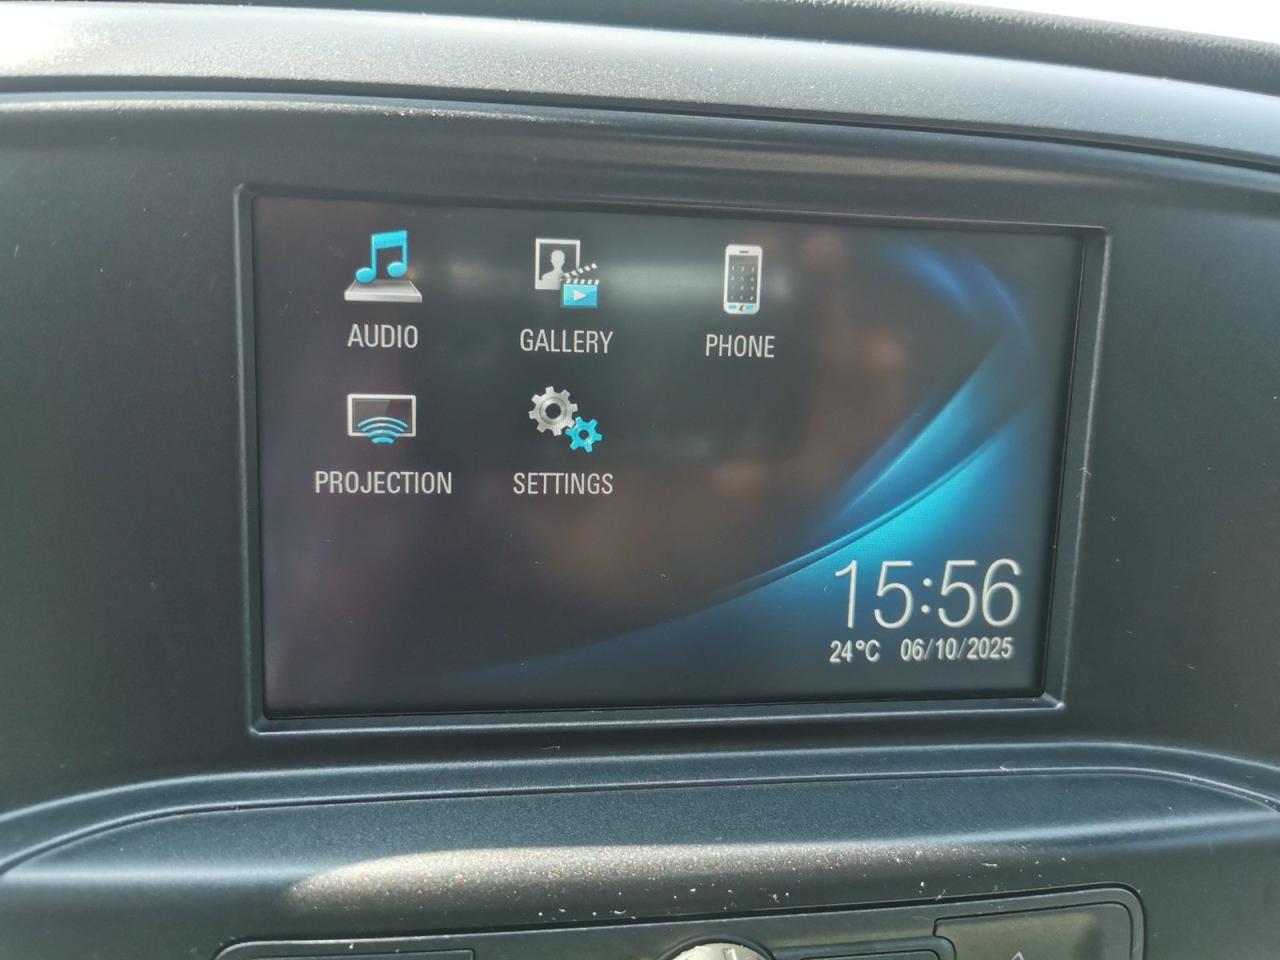 AUDIO
GALLERY
PHONE
PROJECTION
SETTINGS
15:56
24°C 06/10/2025